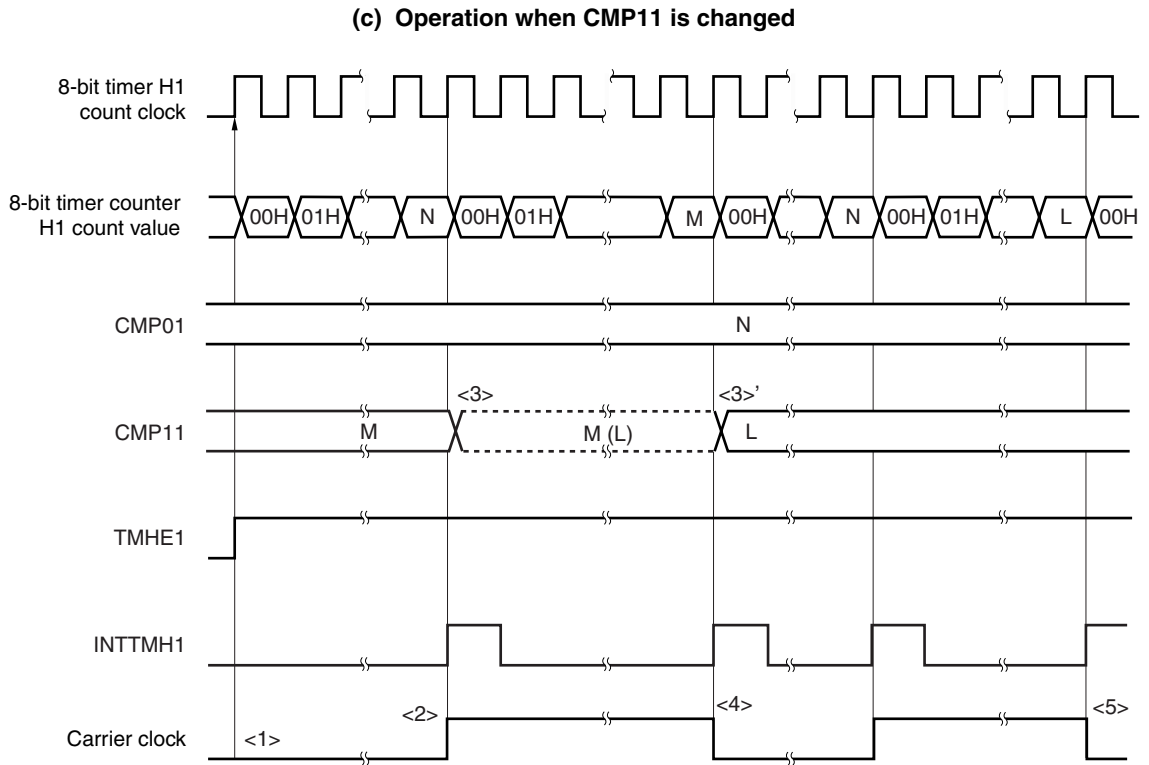 (c) Operation when CMP11 is changed
8-bit timer H1
count clock
8-bit timer counter
H1 count value
00H 01H N 00H 01H M 00H N 00H 01H L 00H
CMP01
N
<3> <3>’
CMP11
M M (L) L
TMHE1
INTTMH1
<2> <4> <5>
Carrier clock <1>